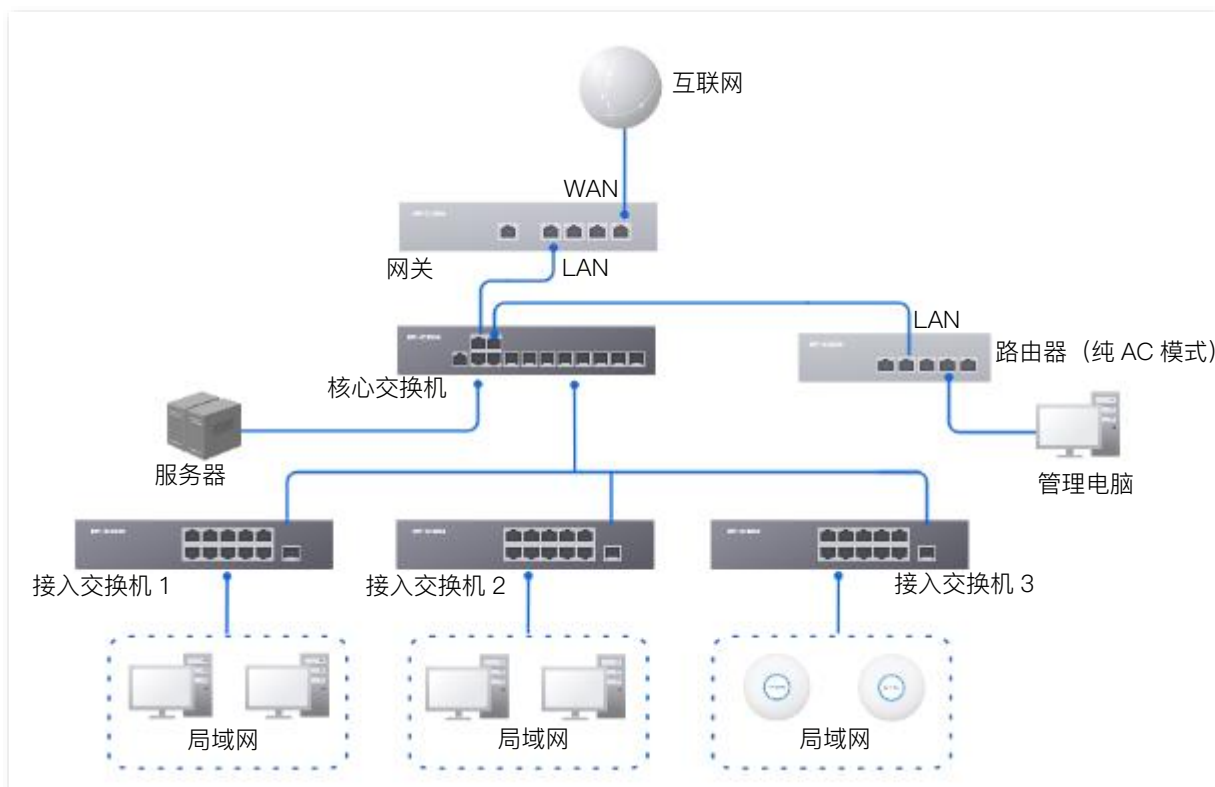 互联网
WAN
网关
LAN
LAN
路由器（纯 AC 模式）
核心交换机
服务器
管理电脑
接入交换机 1
接入交换机 2
接入交换机 3
局域网
局域网
局域网